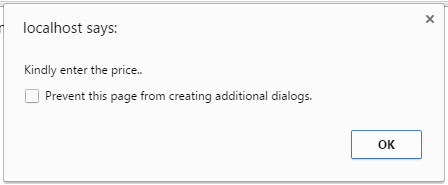 localhost says:
Kindly enter the price..
Prevent this page from creating additional dialogs.
OK